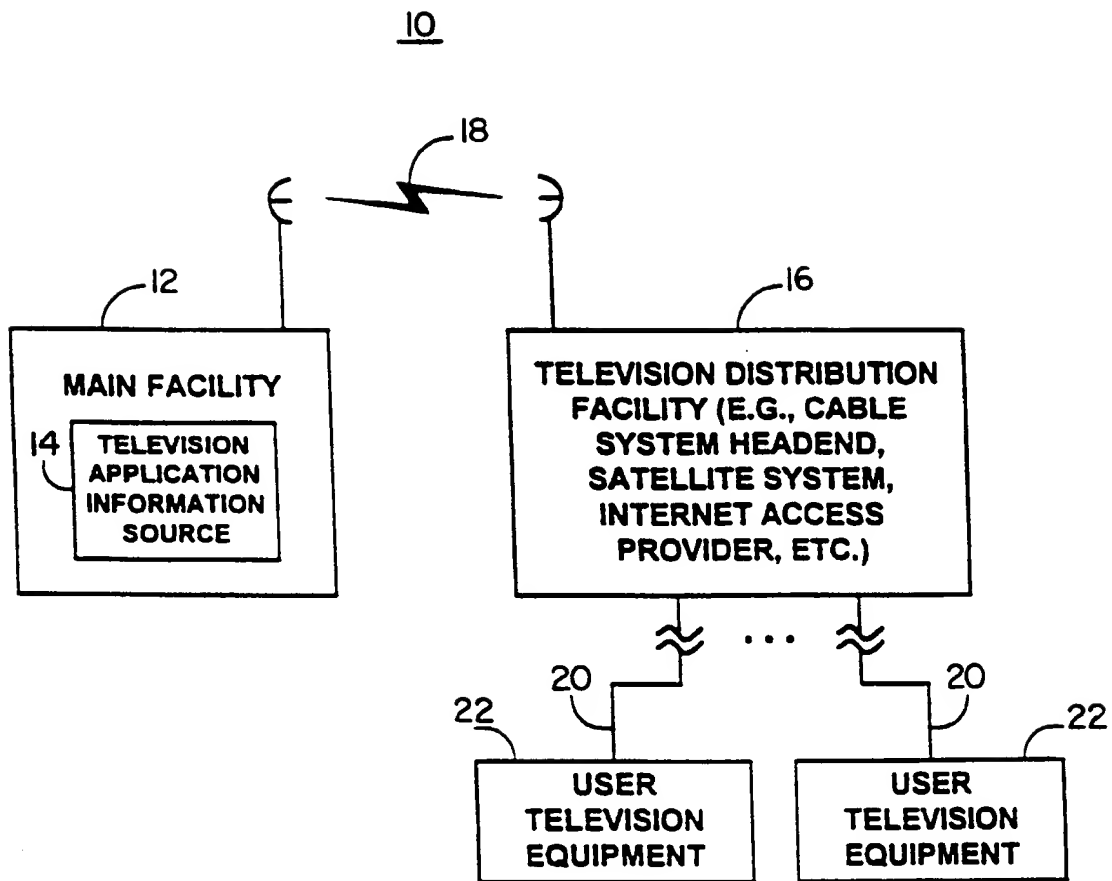 10
18
12
16
MAIN FACILITY
14
TELEVISION
APPLICATION
INFORMATION
SOURCE
TELEVISION DISTRIBUTION
FACILITY (E.G., CABLE
SYSTEM HEADEND,
SATELLITE SYSTEM,
INTERNET ACCESS
PROVIDER, ETC.)
...
20
20
22
22
USER
TELEVISION
EQUIPMENT
USER
TELEVISION
EQUIPMENT